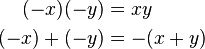 (−x)(−y) = xy
(−x) + (−y) = −(x + y)